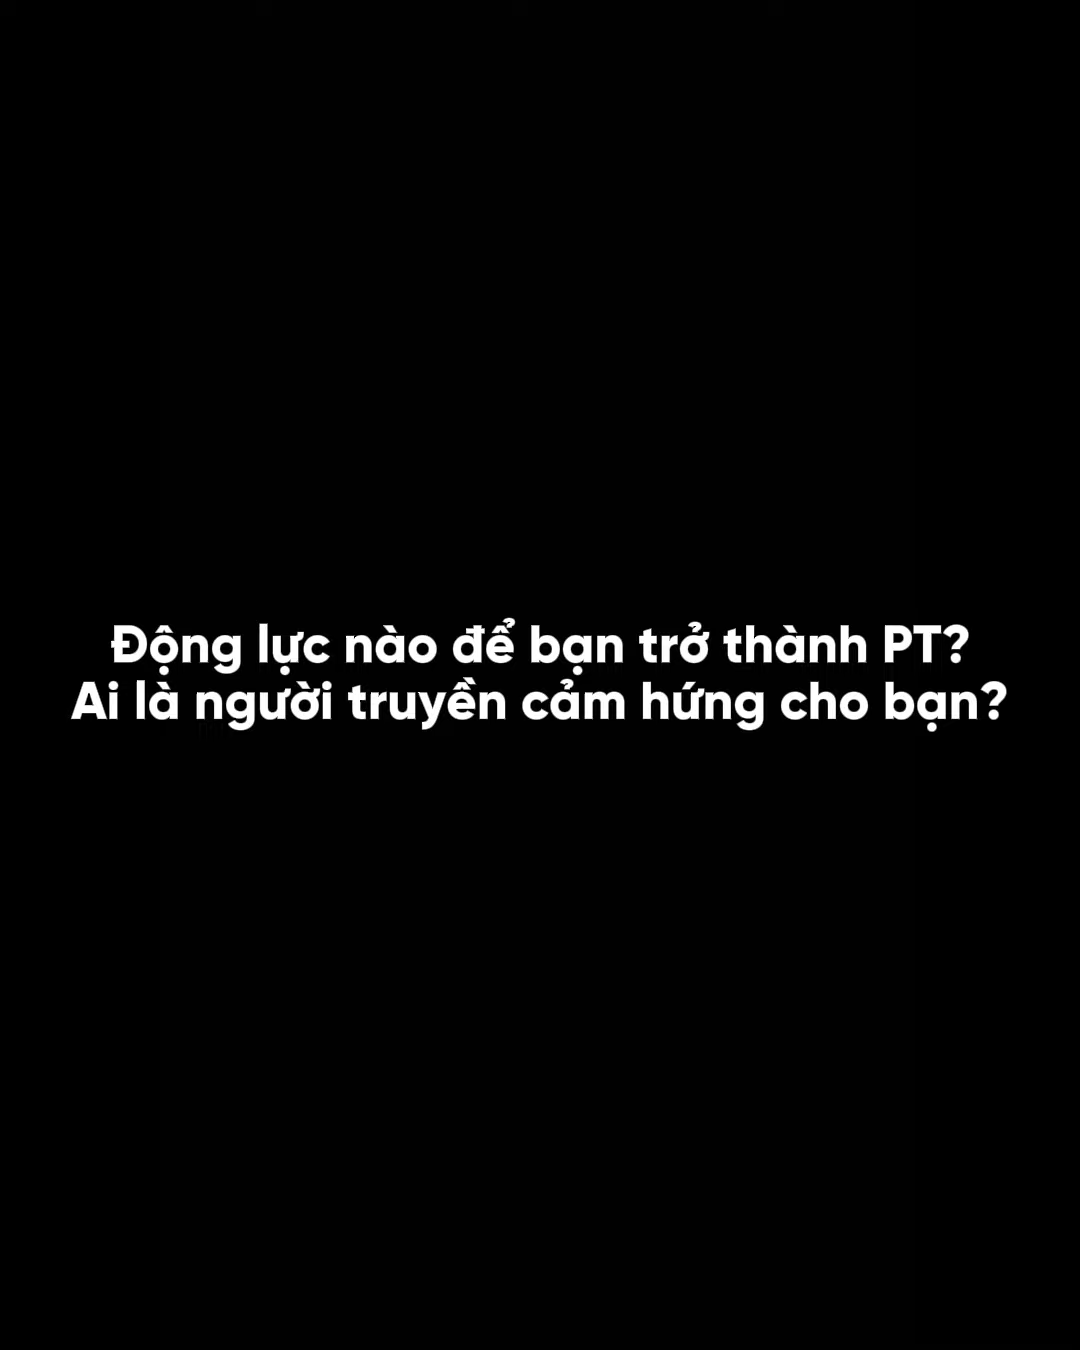 Động lực nào để bạn trở thành PT?
Ai là người truyền cảm hứng cho bạn?